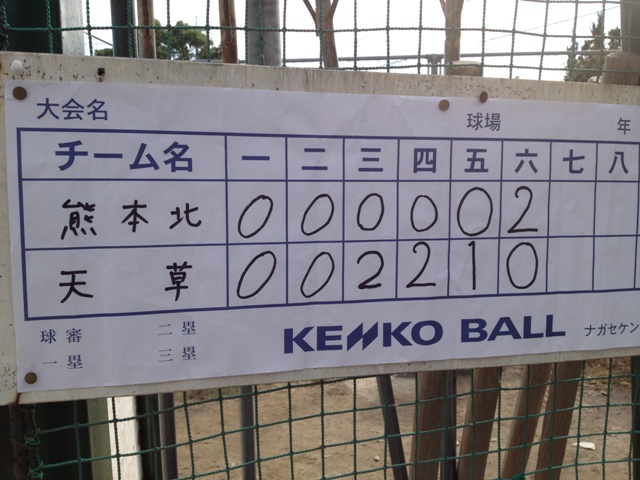 大会名 球場 年
チーム名 一 二 三 四 五 六 七 八
熊本北 0 0 0 0 0 2
天草 0 0 2 2 1 0
球審 二塁 KENKO BALL ナガセケン
一塁 三塁